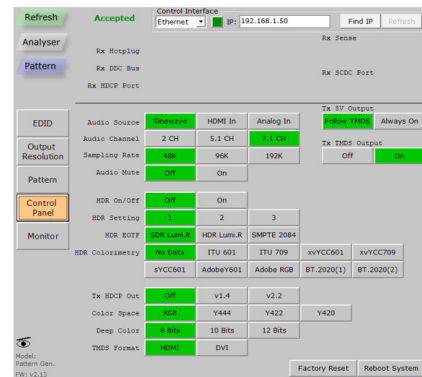 Refresh
Accepted
Control Interface
Ethernet
IP: 192.168.1.50
Find IP
Refresh
Analyser
Pattern
Rx Sense
Rx Hotplug
Rx DDC Bus
Rx SCDC Port
Rx HDCP Port
Tx 5V Output
EDID
Audio Source
Sinewave
HDMI In
Analog In
Follow TMDS
Always On
Audio Channel
2 CH
5.1 CH
7.1 CH
Tx TMDS Output
Output
Resolution
Sampling Rate
48K
96K
192K
Off
On
Audio Mute
Off
On
Pattern
HDR On/Off
Off
On
Control
Panel
HDR Setting
1
2
3
Monitor
HDR EOTF
SDR Lumi.R
HDR Lumi.R
SMPTE 2084
HDR Colorimetry
No Data
ITU 601
ITU 709
xvYCC601
xvYCC709
sYCC601
AdobeY601
Adobe RGB
BT.2020(1)
BT.2020(2)
Tx HDCP Out
Off
v1.4
v2.2
Color Space
RGB
Y444
Y422
Y420
Deep Color
8 Bits
10 Bits
12 Bits
TMDS Format
HDMI
DVI
Model:
Pattern Gen.
FW: v2.13
Factory Reset
Reboot System